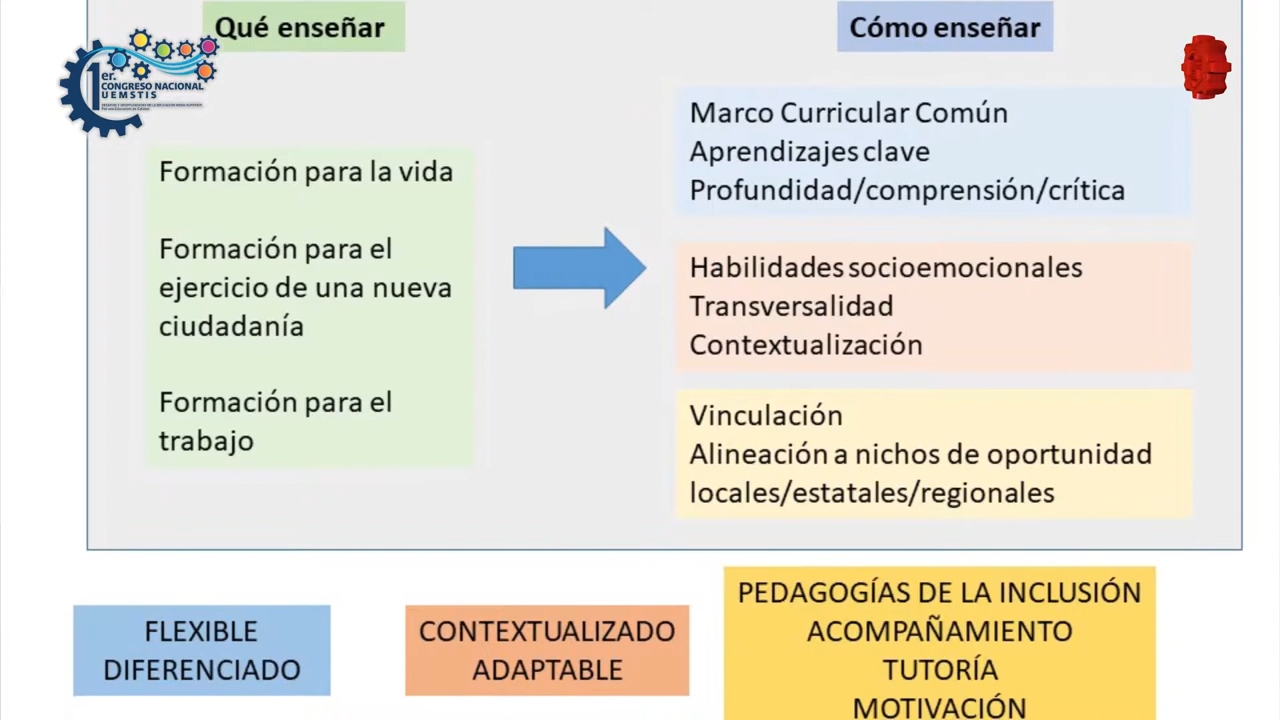 Qué enseñar
Cómo enseñar
1er.
CONGRESO NACIONAL
UEMSTIS
Formación para la vida
Formación para el
ejercicio de una nueva
ciudadanía
Formación para el
trabajo
Marco Curricular Común
Aprendizajes clave
Profundidad/comprensión/crítica
Habilidades socioemocionales
Transversalidad
Contextualización
Vinculación
Alineación a nichos de oportunidad
locales/estatales/regionales
FLEXIBLE
DIFERENCIADO
CONTEXTUALIZADO
ADAPTABLE
PEDAGOGÍAS DE LA INCLUSIÓN
ACOMPAÑAMIENTO
TUTORÍA
MOTIVACIÓN